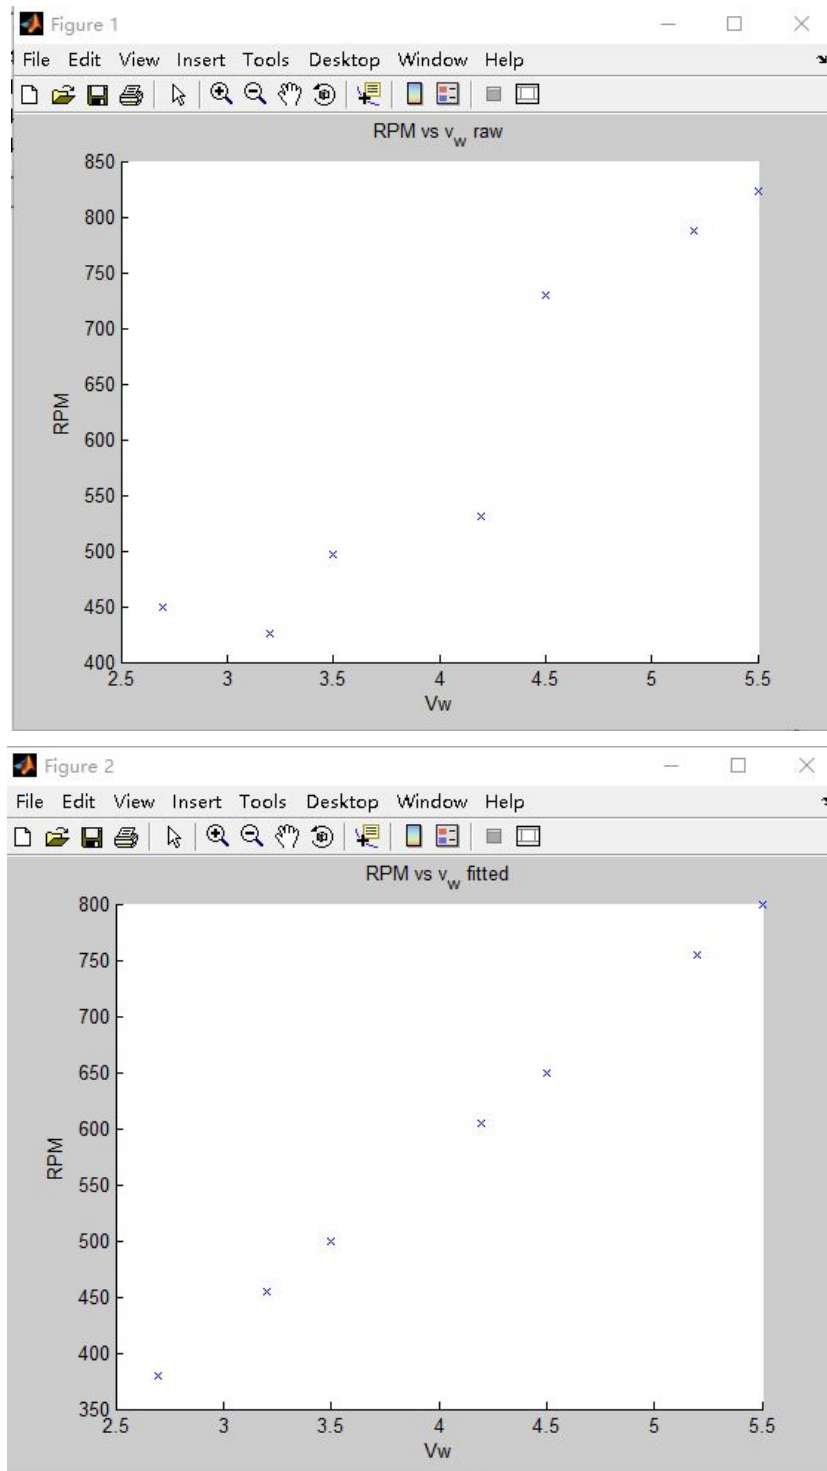 Figure 1
File Edit View Insert Tools Desktop Window Help
RPM vs v_w raw
850
800
750
700
650
600
550
500
450
400
RPM
2.5 3 3.5 4 4.5 5 5.5
Vw
Figure 2
File Edit View Insert Tools Desktop Window Help
RPM vs v_w fitted
800
750
700
650
600
550
500
450
400
350
RPM
2.5 3 3.5 4 4.5 5 5.5
Vw